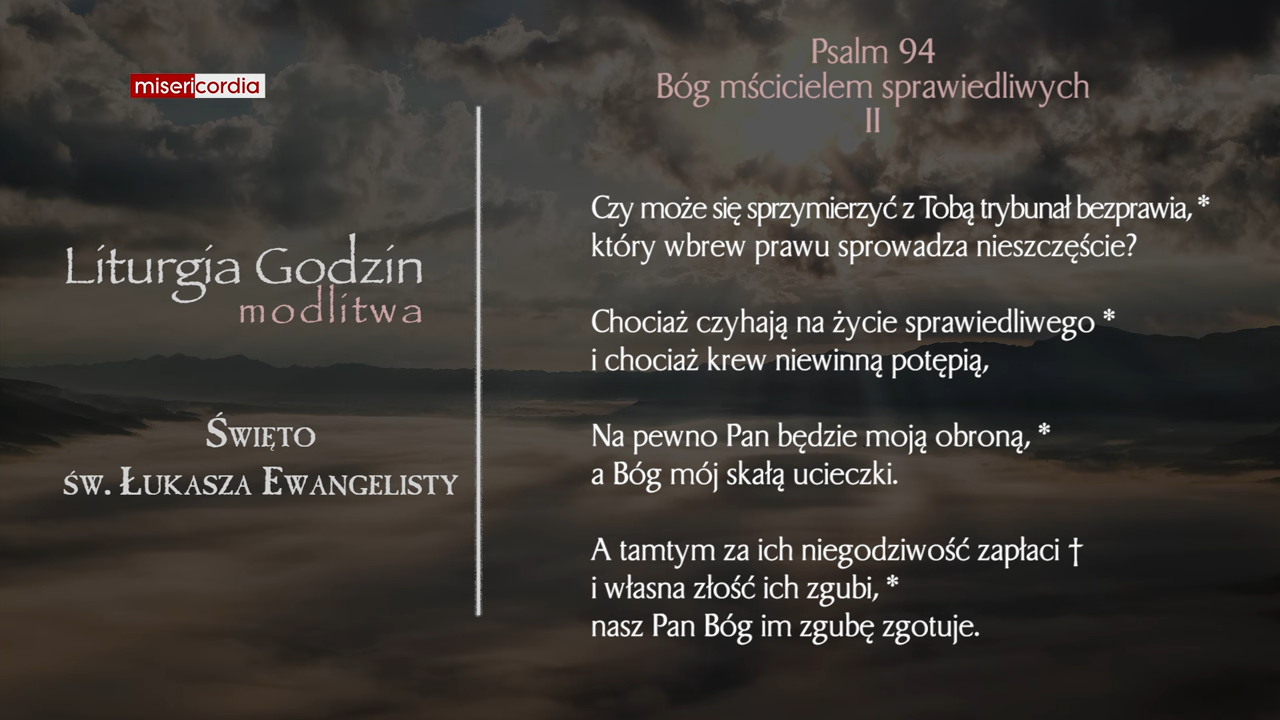 misericordia
Liturgia Godzin
modlitwa
Święto
św. Łukasza Ewangelisty
Psalm 94
Bóg mścicielem sprawiedliwych
II
Czy może się sprzymierzyć z Tobą trybunał bezprawia, *
który wbrew prawu sprowadza nieszczęście?
Chociaż czyhają na życie sprawiedliwego *
i chociaż krew niewinną potępią,
Na pewno Pan będzie moją obroną, *
a Bóg mój skałą ucieczki.
A tamtym za ich niegodziwość zapłaci †
i własna złość ich zgubi, *
nasz Pan Bóg im zgubę zgotuje.